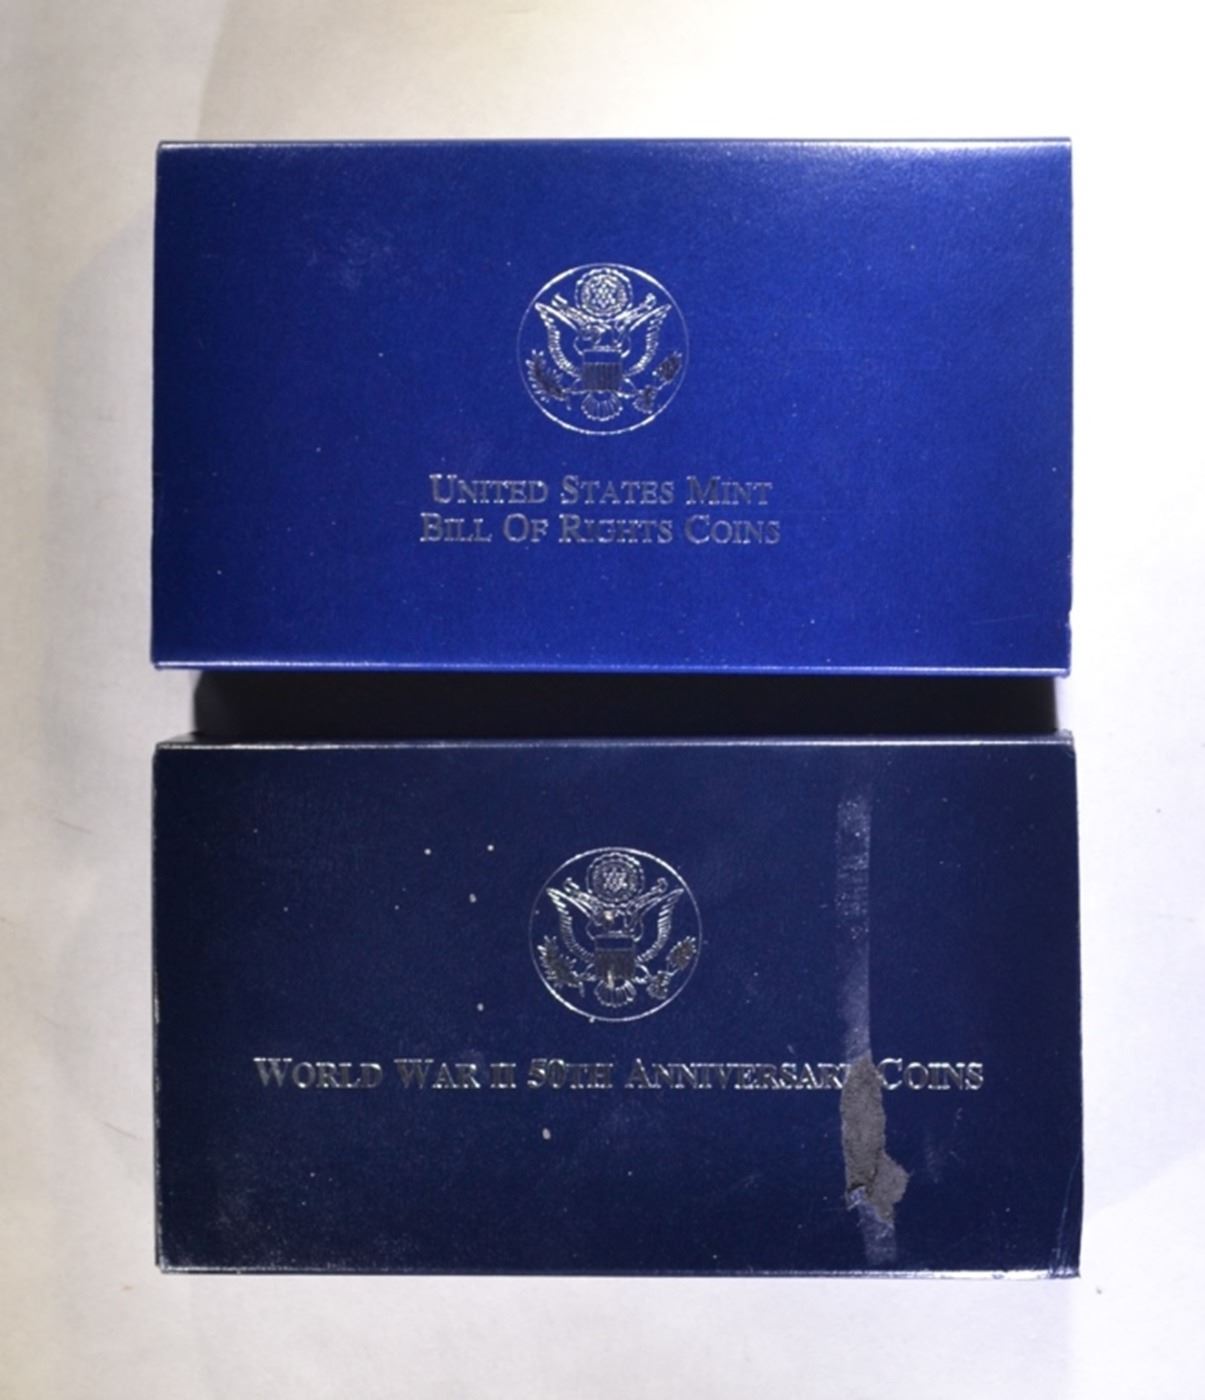 United States Mint
Bill Of Rights Coins
World War II 50th Anniversary Coins